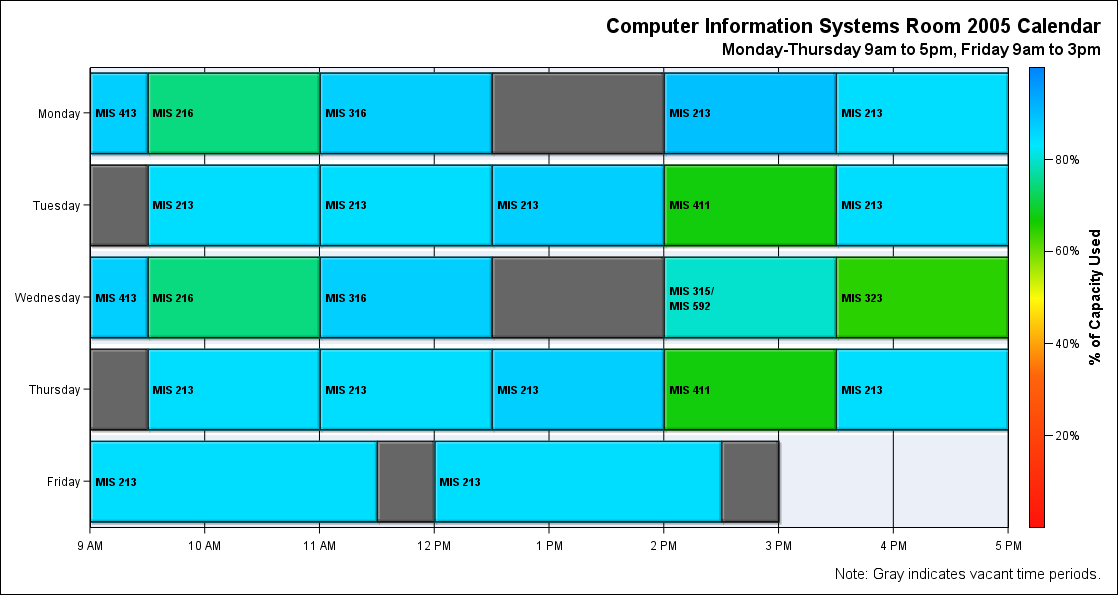 Computer Information Systems Room 2005 Calendar
Monday-Thursday 9am to 5pm, Friday 9am to 3pm
Monday
MIS 413
MIS 216
MIS 316
MIS 213
MIS 213
Tuesday
MIS 213
MIS 213
MIS 213
MIS 411
MIS 213
Wednesday
MIS 413
MIS 216
MIS 316
MIS 315/
MIS 592
MIS 323
Thursday
MIS 213
MIS 213
MIS 213
MIS 411
MIS 213
Friday
MIS 213
MIS 213
9 AM
10 AM
11 AM
12 PM
1 PM
2 PM
3 PM
4 PM
5 PM
80%
60%
40%
20%
% of Capacity Used
Note: Gray indicates vacant time periods.